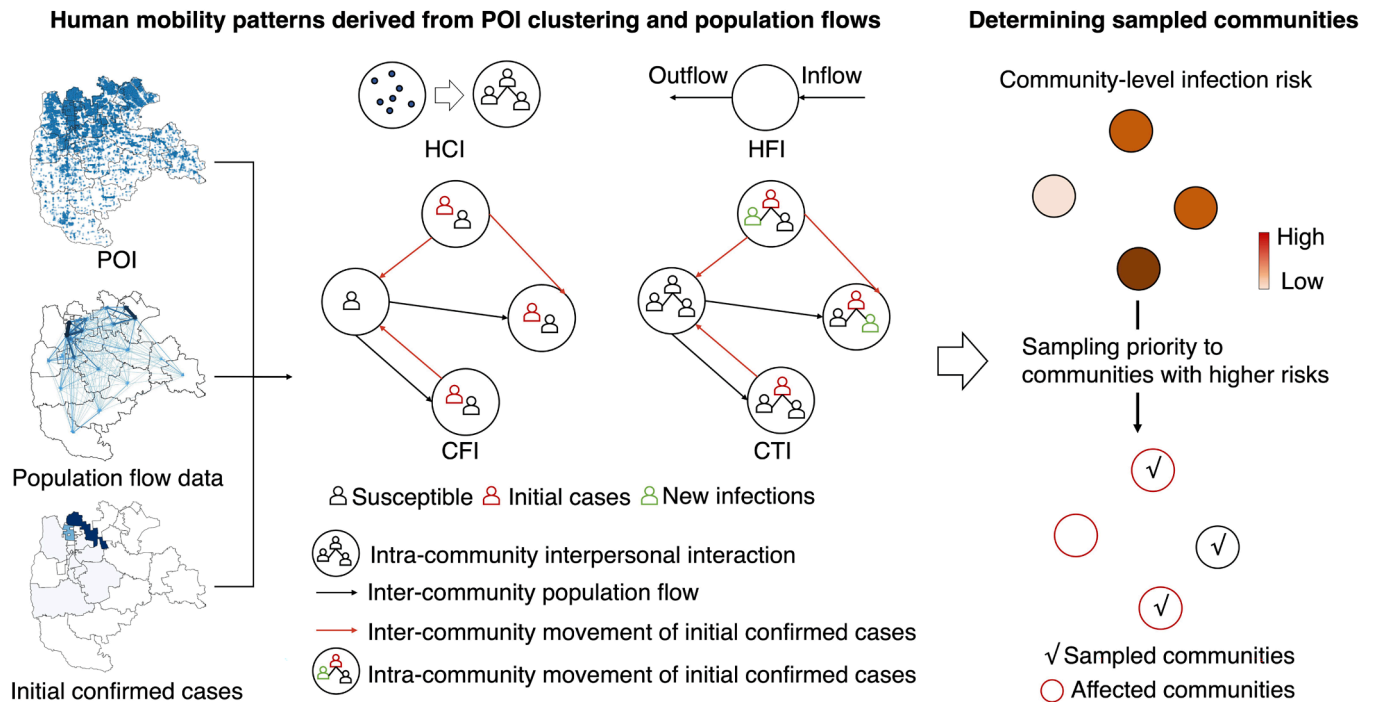 Human mobility patterns derived from POI clustering and population flows
Determining sampled communities
POI
Population flow data
Initial confirmed cases
HCI
Outflow
Inflow
HFI
CFI
CTI
Susceptible
Initial cases
New infections
Intra-community interpersonal interaction
Inter-community population flow
Inter-community movement of initial confirmed cases
Intra-community movement of initial confirmed cases
Community-level infection risk
High
Low
Sampling priority to
communities with higher risks
√
√
√
√ Sampled communities
Affected communities